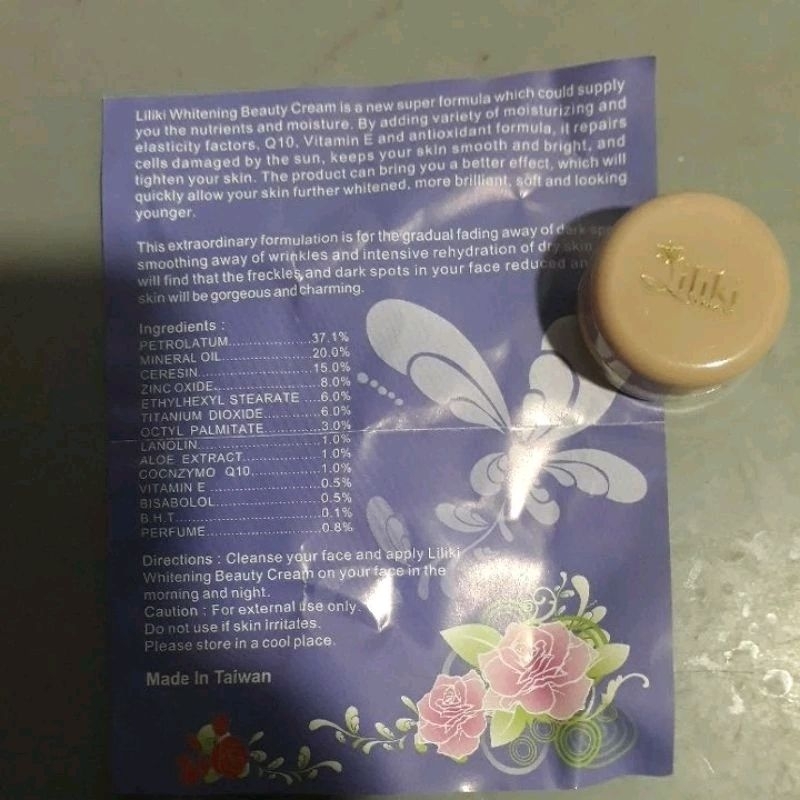 Liliki Whitening Beauty Cream is a new super formula which could supply
you the nutrients and moisture. By adding variety of moisturizing and
elasticity factors, Q10, Vitamin E and antioxidant formula, it repairs
cells damaged by the sun, keeps your skin smooth and bright, and
tighten your skin. The product can bring you a better effect, which will
quickly allow your skin further whitened, more brilliant, soft and looking
younger.
This extraordinary formulation is for the gradual fading away of dark
smoothing away of wrinkles and intensive rehydration of dry skin
will find that the freckles and dark spots in your face reduced an
skin will be gorgeous and charming.
Liliki
Ingredients :
PETROLATUM....................37.1%
MINERAL OIL....................20.0%
CERESIN....................15.0%
ZINC OXIDE....................8.0%
ETHYLHEXYL STEARATE ....6.0%
TITANIUM DIOXIDE............6.0%
OCTYL PALMITATE............3.0%
LANOLIN....................1.0%
ALOE EXTRACT................1.0%
COCNZYMO Q10................1.0%
VITAMIN E....................0.5%
BISABOLOL....................0.5%
B.H.T.........................0.1%
PERFUME....................0.8%
Directions : Cleanse your face and apply Liliki
Whitening Beauty Cream on your face in the
morning and night.
Caution : For external use only.
Do not use if skin irritates.
Please store in a cool place.
Made In Taiwan